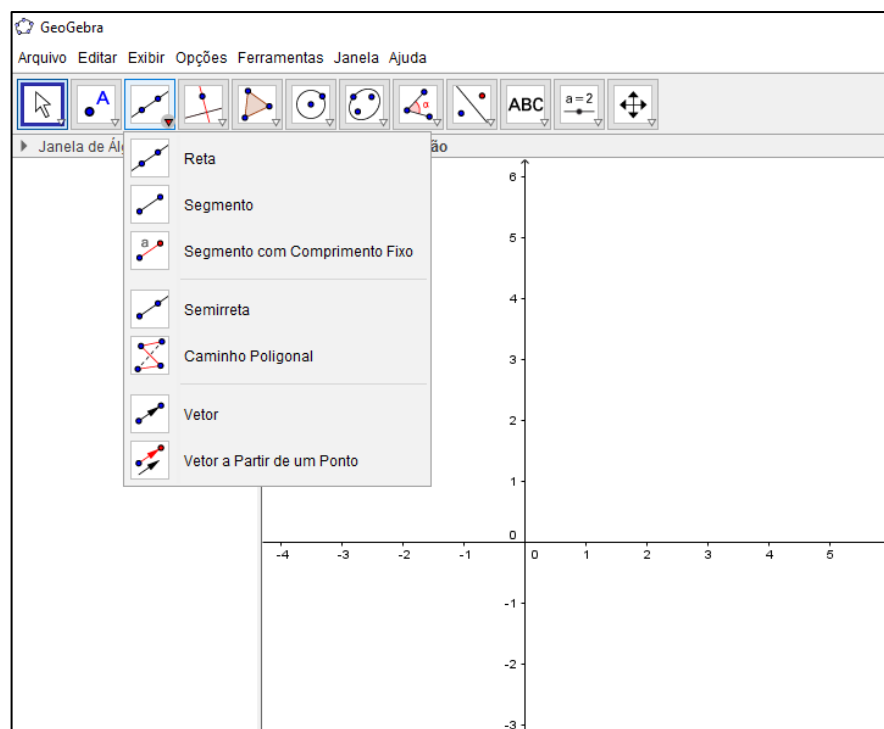 GeoGebra
Arquivo Editar Exibir Opções Ferramentas Janela Ajuda
A
α
ABC
a=2
Janela de Ál
ão
Reta
Segmento
a
Segmento com Comprimento Fixo
Semirreta
Caminho Poligonal
Vetor
Vetor a Partir de um Ponto
6
5
4
3
2
1
0
-4 -3 -2 -1 0 1 2 3 4 5
-1
-2
-3